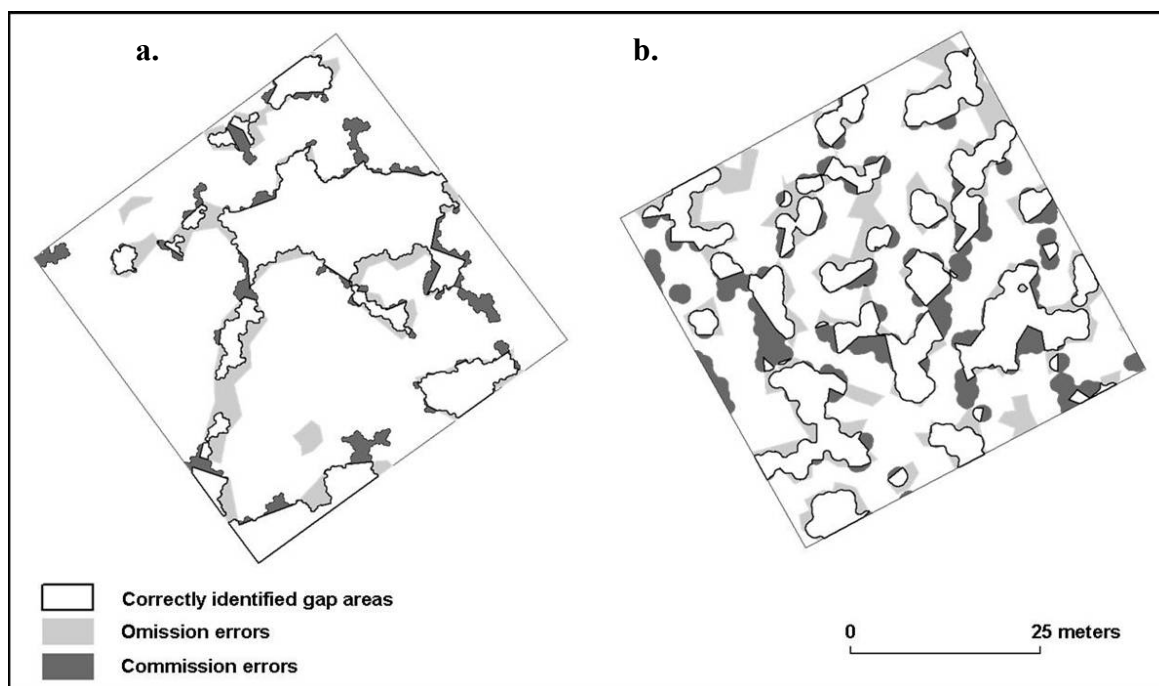 a.
b.
Correctly identified gap areas
Omission errors
Commission errors
0 25 meters